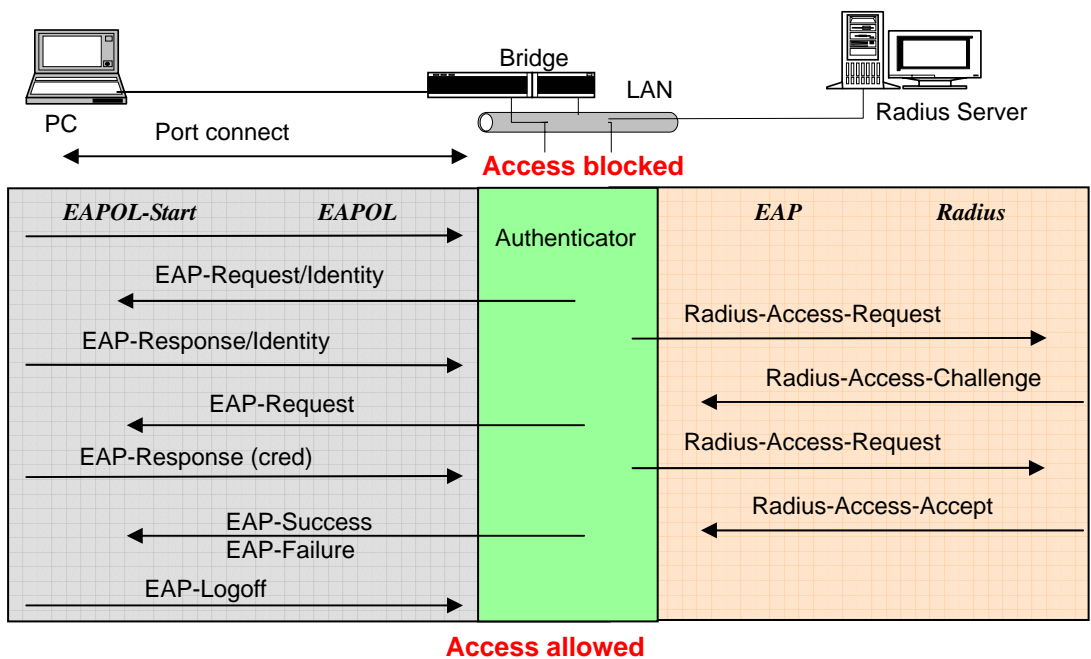 Bridge
LAN
PC
Radius Server
Port connect
Access blocked
EAPOL-Start EAPOL
EAP Radius
Authenticator
EAP-Request/Identity
Radius-Access-Request
EAP-Response/Identity
Radius-Access-Challenge
EAP-Request
Radius-Access-Request
EAP-Response (cred)
Radius-Access-Accept
EAP-Success
EAP-Failure
EAP-Logoff
Access allowed